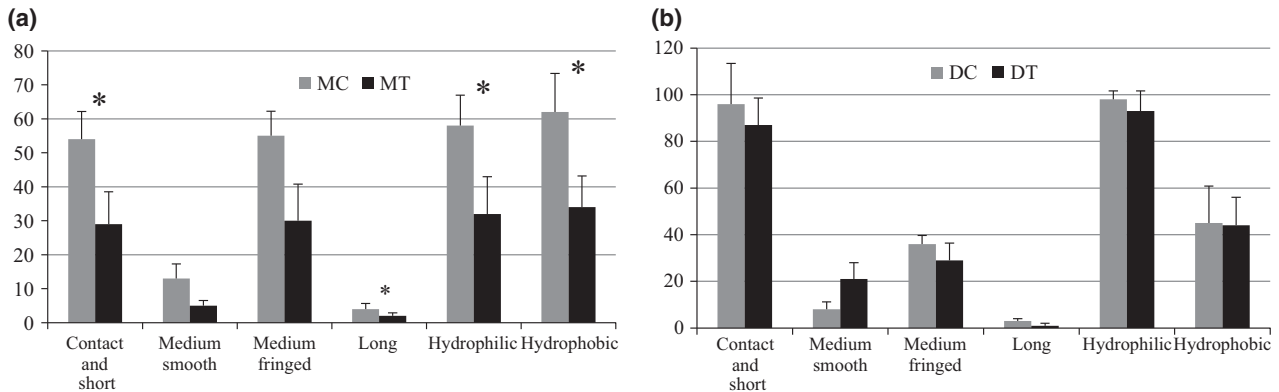 (a)
80
70
60
50
40
30
20
10
0
MC MT
*
*
*
*
Contact and short
Medium smooth
Medium fringed
Long
Hydrophilic
Hydrophobic
(b)
120
100
80
60
40
20
0
DC DT
Contact and short
Medium smooth
Medium fringed
Long
Hydrophilic
Hydrophobic